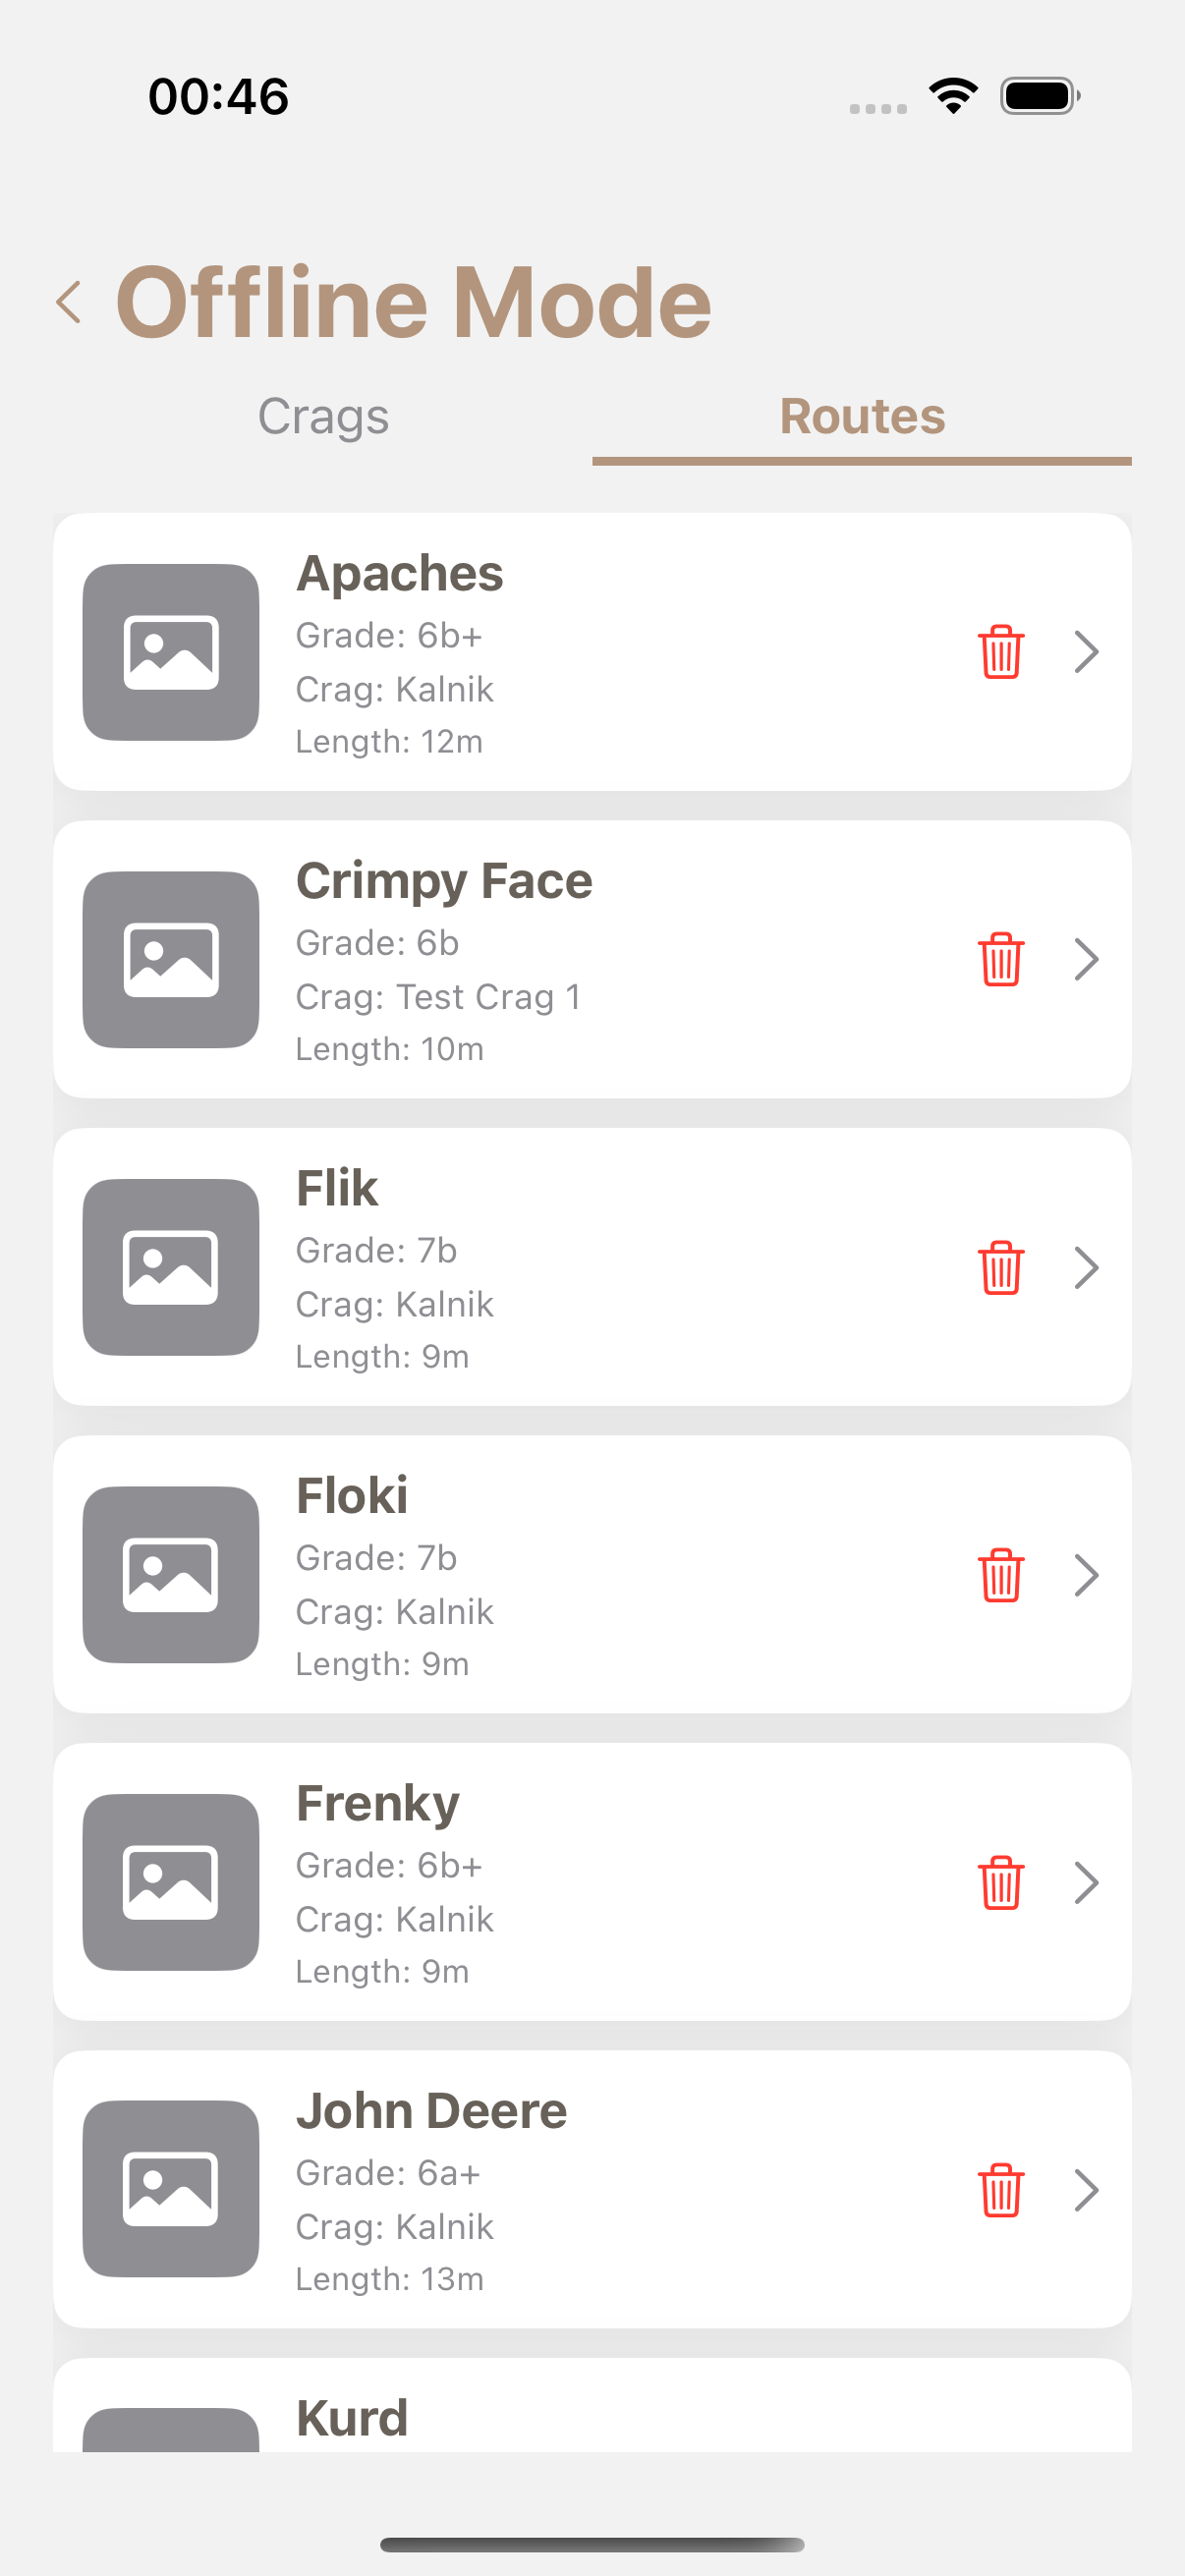 00:46
Offline Mode
Crags
Routes
Apaches
Grade: 6b+
Crag: Kalnik
Length: 12m
Crimpy Face
Grade: 6b
Crag: Test Crag 1
Length: 10m
Flik
Grade: 7b
Crag: Kalnik
Length: 9m
Floki
Grade: 7b
Crag: Kalnik
Length: 9m
Frenky
Grade: 6b+
Crag: Kalnik
Length: 9m
John Deere
Grade: 6a+
Crag: Kalnik
Length: 13m
Kurd